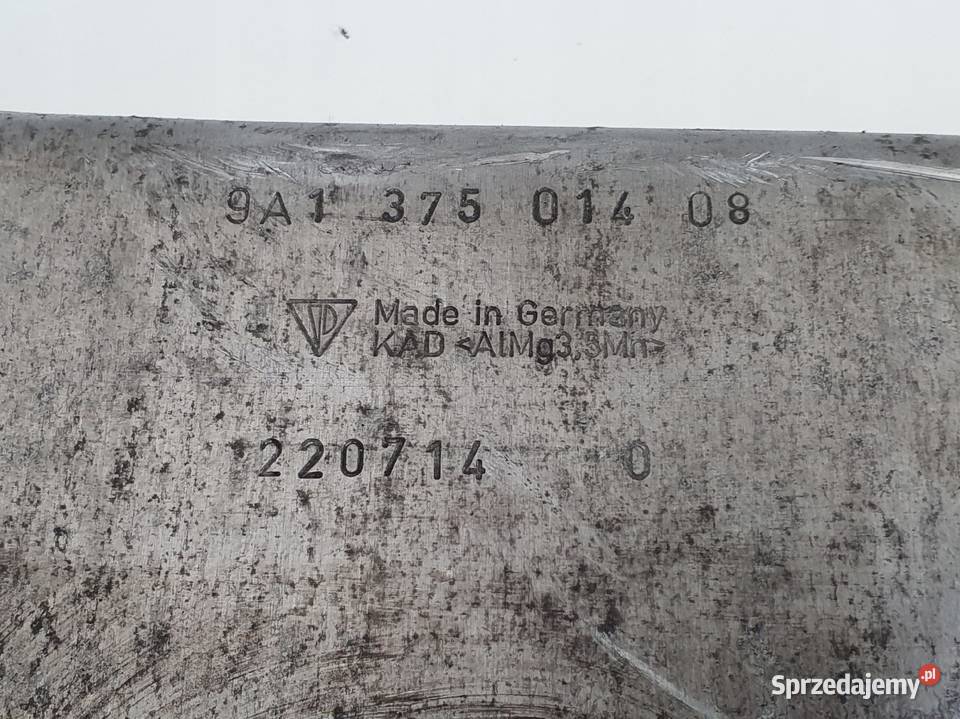 9A1 375 014 08
Made in Germany
KAD <AlMg3,5Mn>
220714 0
Sprzedajemy.pl